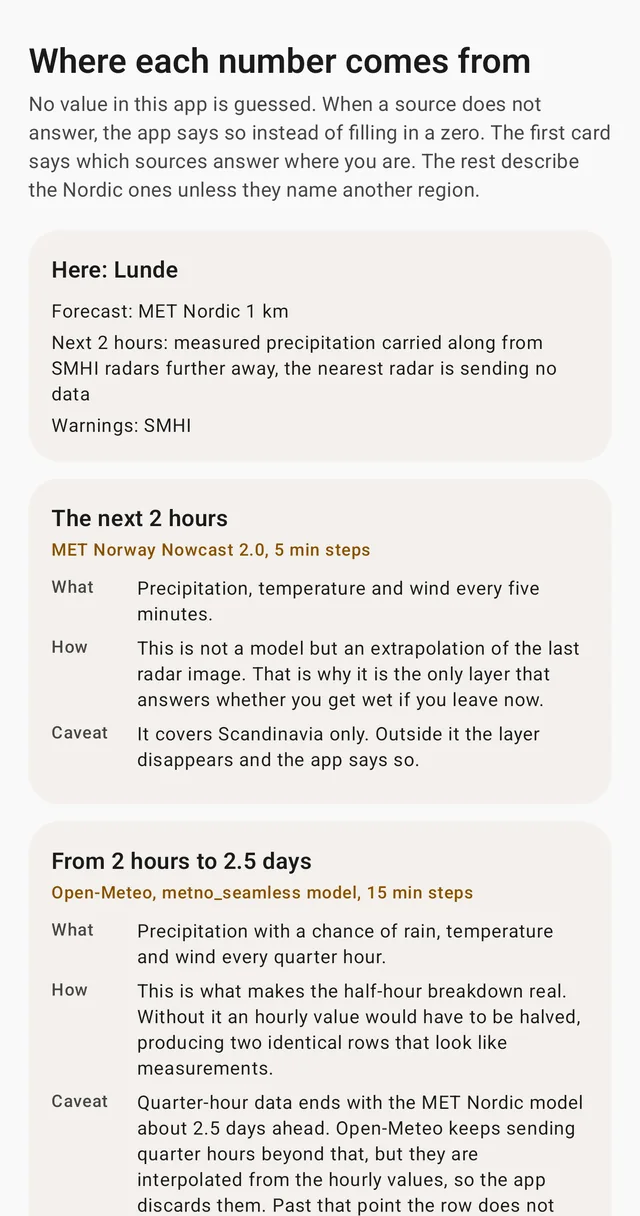 Where each number comes from
No value in this app is guessed. When a source does not
answer, the app says so instead of filling in a zero. The first card
says which sources answer where you are. The rest describe
the Nordic ones unless they name another region.
Here: Lunde
Forecast: MET Nordic 1 km
Next 2 hours: measured precipitation carried along from
SMHI radars further away, the nearest radar is sending no
data
Warnings: SMHI
The next 2 hours
MET Norway Nowcast 2.0, 5 min steps
What Precipitation, temperature and wind every five
minutes.
How This is not a model but an extrapolation of the last
radar image. That is why it is the only layer that
answers whether you get wet if you leave now.
Caveat It covers Scandinavia only. Outside it the layer
disappears and the app says so.
From 2 hours to 2.5 days
Open-Meteo, metno_seamless model, 15 min steps
What Precipitation with a chance of rain, temperature
and wind every quarter hour.
How This is what makes the half-hour breakdown real.
Without it an hourly value would have to be halved,
producing two identical rows that look like
measurements.
Caveat Quarter-hour data ends with the MET Nordic model
about 2.5 days ahead. Open-Meteo keeps sending
quarter hours beyond that, but they are
interpolated from the hourly values, so the app
discards them. Past that point the row does not